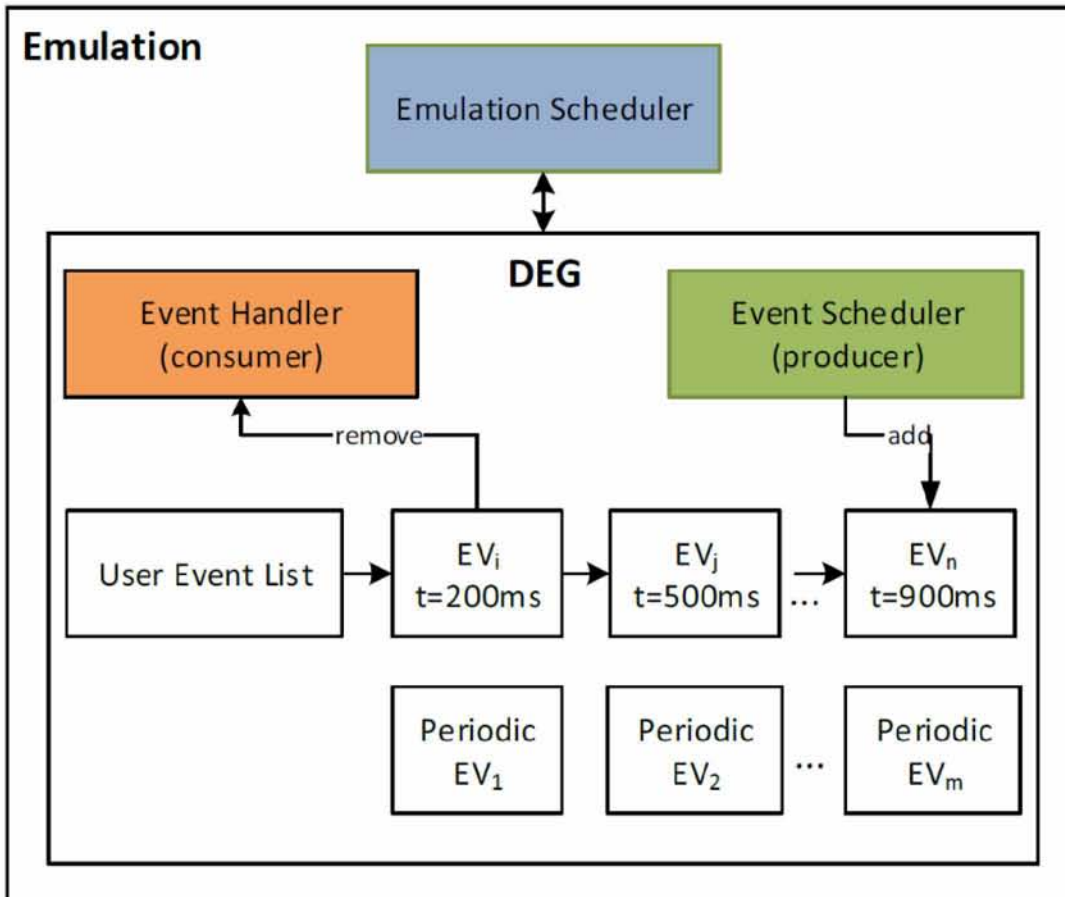 Emulation
Emulation Scheduler
DEG
Event Handler
(consumer)
Event Scheduler
(producer)
remove
add
User Event List
EVᵢ
t=200ms
EVⱼ
t=500ms
...
EVₙ
t=900ms
Periodic
EV₁
Periodic
EV₂
...
Periodic
EVₘ